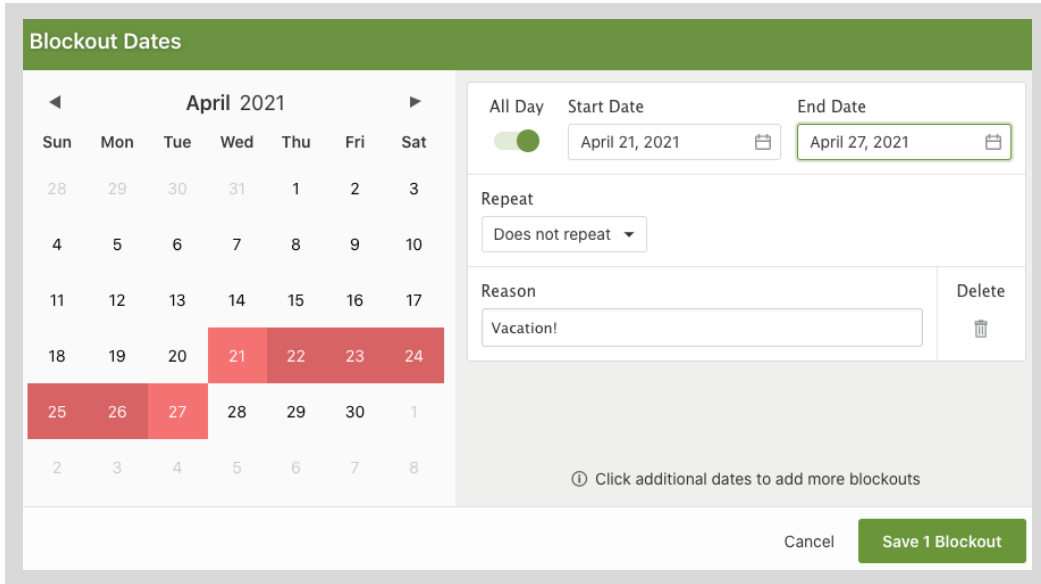 Blockout Dates
April 2021
Sun Mon Tue Wed Thu Fri Sat
28 29 30 31 1 2 3
4 5 6 7 8 9 10
11 12 13 14 15 16 17
18 19 20 21 22 23 24
25 26 27 28 29 30 1
2 3 4 5 6 7 8
All Day Start Date End Date
April 21, 2021 April 27, 2021
Repeat
Does not repeat
Reason Delete
Vacation!
Click additional dates to add more blockouts
Cancel Save 1 Blockout